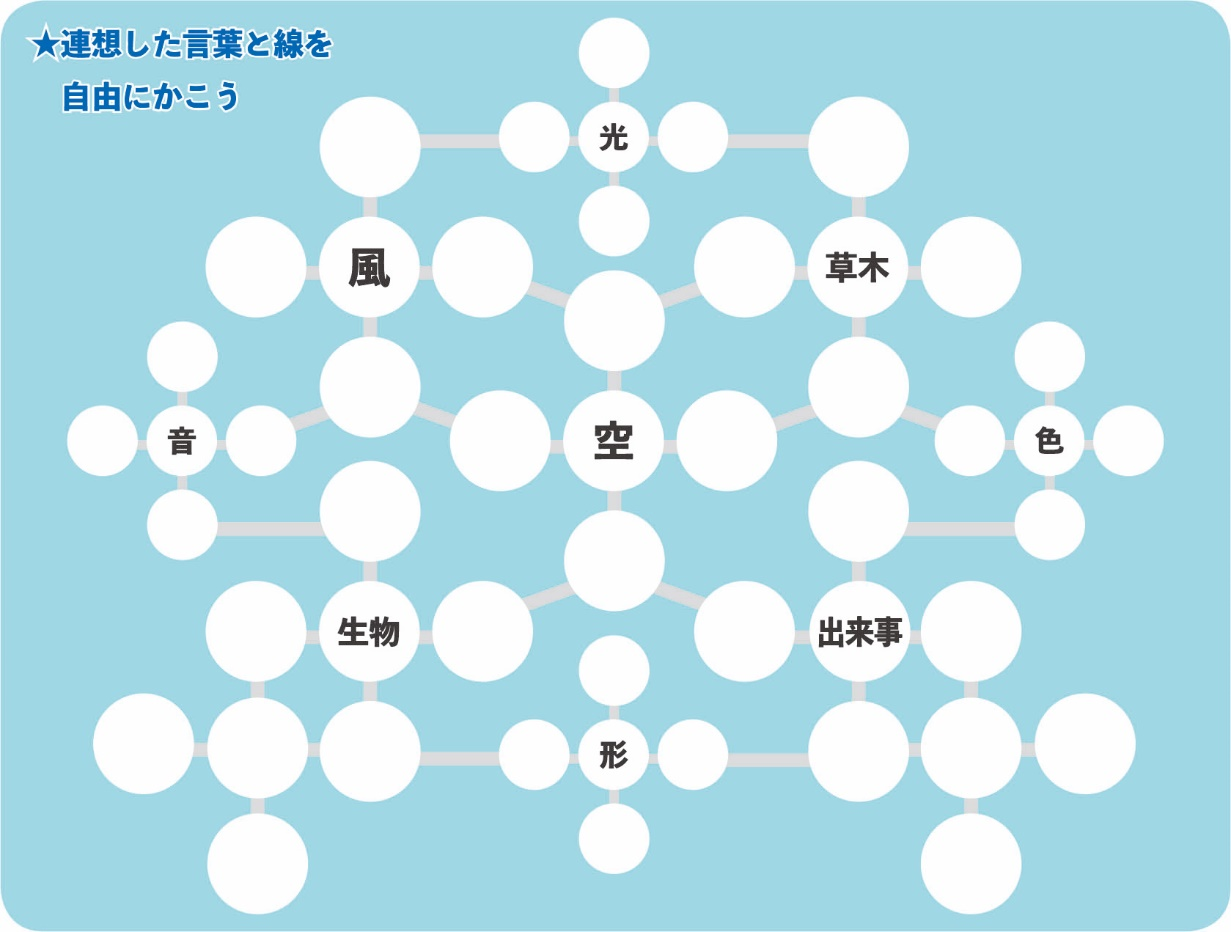 ★連想した言葉と線を
自由にかこう
光
風
草木
音
空
色
生物
出来事
形